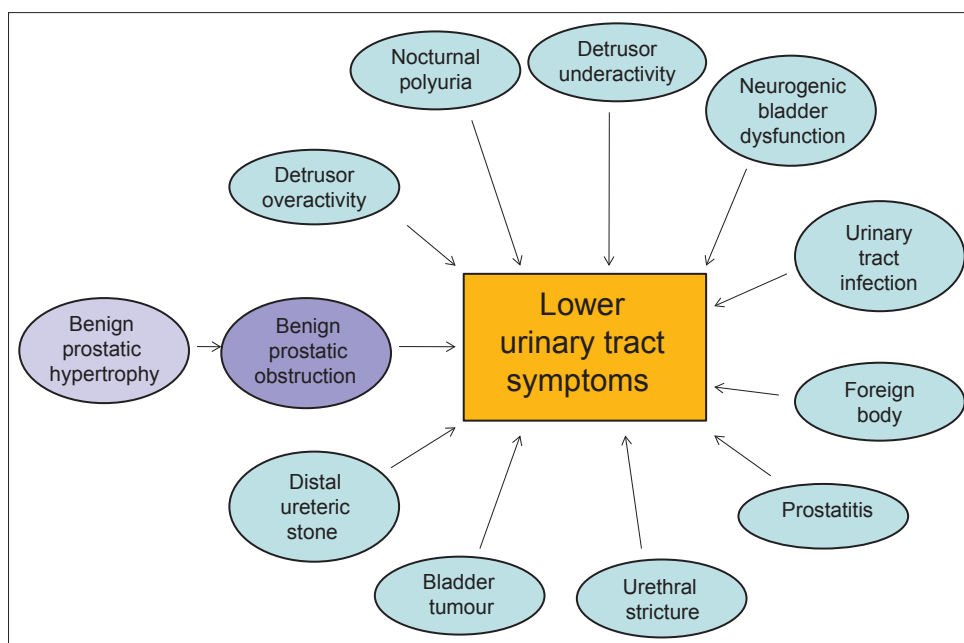 Nocturnal
polyuria
Detrusor
underactivity
Neurogenic
bladder
dysfunction
Detrusor
overactivity
Urinary
tract
infection
Lower
urinary tract
symptoms
Benign
prostatic
hypertrophy
Benign
prostatic
obstruction
Foreign
body
Distal
ureteric
stone
Prostatitis
Bladder
tumour
Urethral
stricture